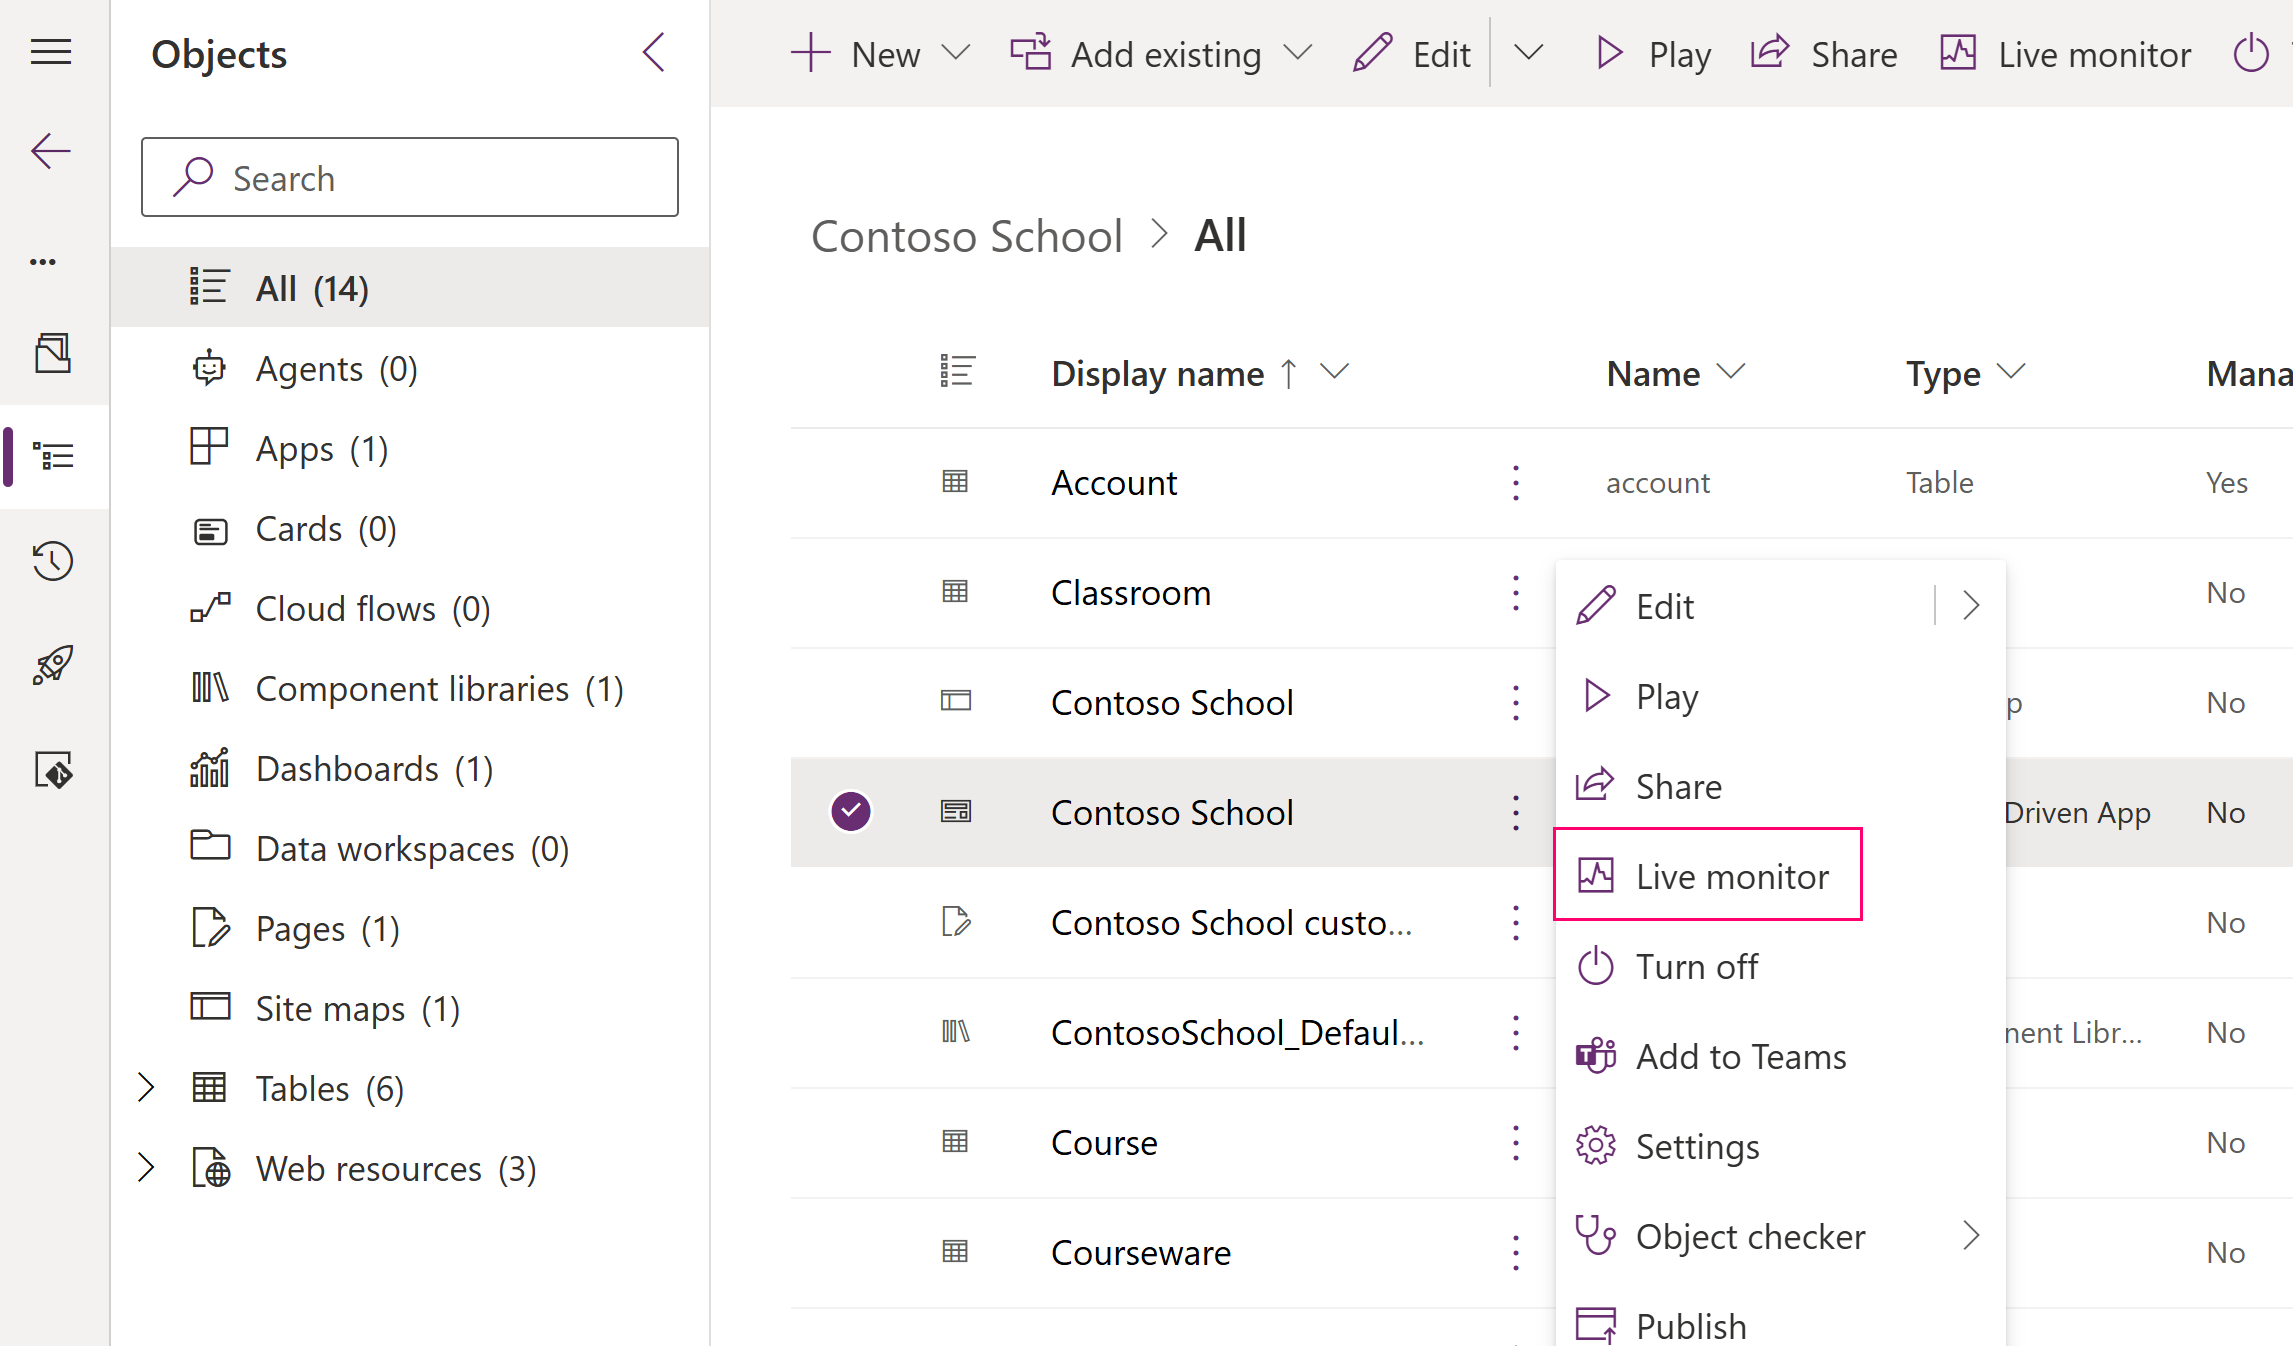 Objects
New
Add existing
Edit
Play
Share
Live monitor
Search
All (14)
Agents (0)
Apps (1)
Cards (0)
Cloud flows (0)
Component libraries (1)
Dashboards (1)
Data workspaces (0)
Pages (1)
Site maps (1)
Tables (6)
Web resources (3)
Contoso School > All
Display name ↑ Name Type Mana
Account account Table Yes
Classroom No
Contoso School p No
Contoso School Driven App No
Contoso School custo... No
ContosoSchool_Defaul... nent Libr... No
Course No
Courseware No
Edit
Play
Share
Live monitor
Turn off
Add to Teams
Settings
Object checker
Publish